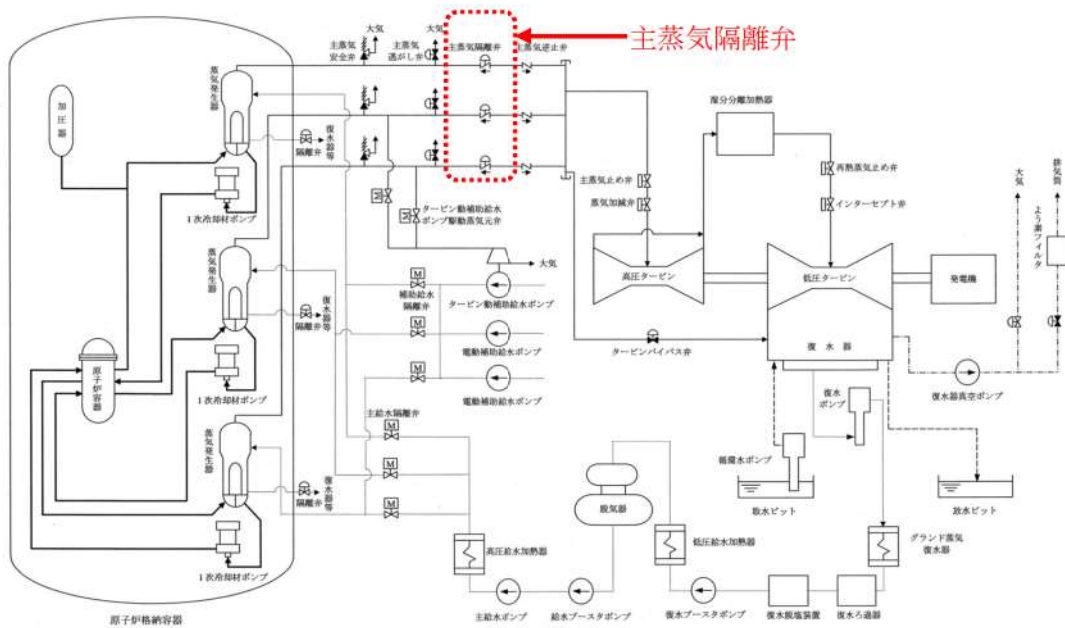 主蒸気隔離弁
大気
大気
主蒸気
安全弁
主蒸気
逃がし弁
主蒸気隔離弁
主蒸気逆止弁
加圧器
蒸気発生器
隔離弁
復水器等
1次冷却材ポンプ
湿分分離加熱器
主蒸気止め弁
蒸気加減弁
再熱蒸気止め弁
インターセプト弁
大気
排気筒
よう素フィルタ
M
M
タービン動補助給水
ポンプ駆動蒸気元弁
大気
高圧タービン
低圧タービン
発電機
蒸気発生器
隔離弁
復水器等
1次冷却材ポンプ
M
補助給水
隔離弁
タービン動補助給水ポンプ
M
電動補助給水ポンプ
M
電動補助給水ポンプ
タービンバイパス弁
復水器
復水器真空ポンプ
原子炉容器
蒸気発生器
隔離弁
復水器等
1次冷却材ポンプ
主給水隔離弁
M
M
M
復水
ポンプ
循環水ポンプ
取水ピット
放水ピット
脱気器
高圧給水加熱器
低圧給水加熱器
グランド蒸気
復水器
主給水ポンプ
給水ブースタポンプ
復水ブースタポンプ
復水脱塩装置
復水ろ過器
原子炉格納容器